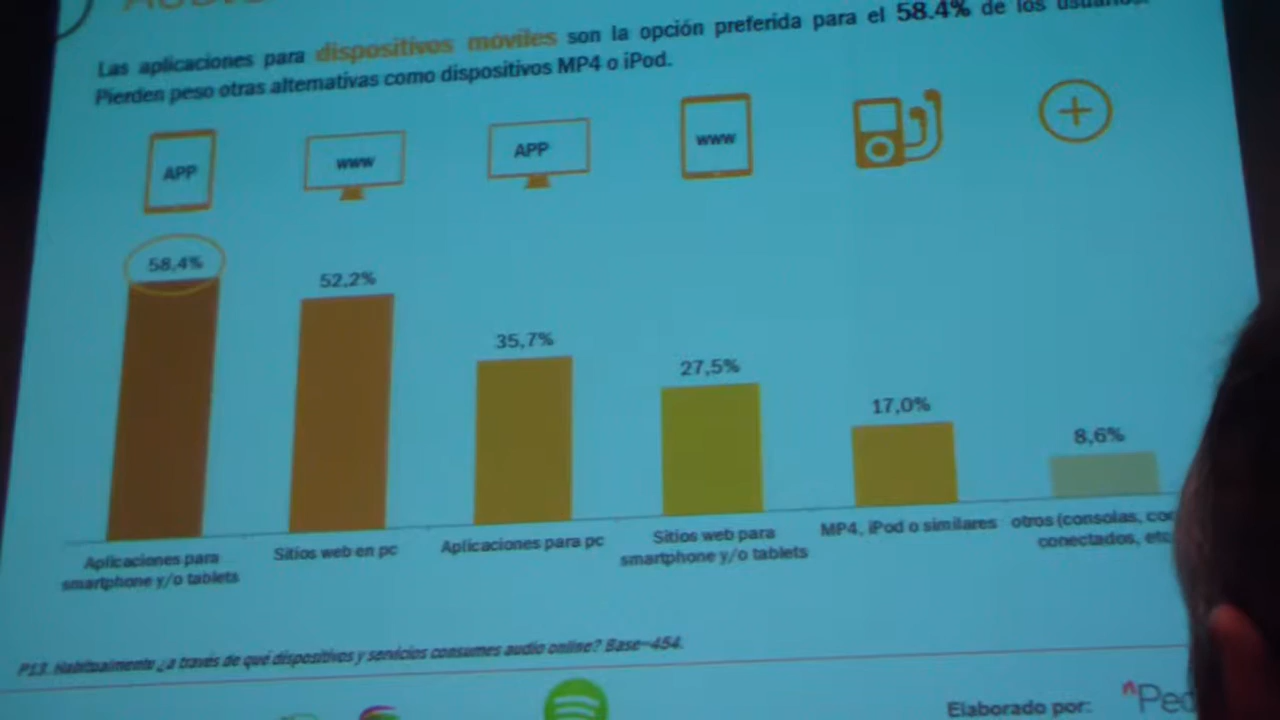 Las aplicaciones para dispositivos móviles son la opción preferida para el 58.4% de los
Pierden peso otras alternativas como dispositivos MP4 o iPod.
APP
www
APP
www
58,4%
52,2%
35,7%
27,5%
17,0%
8,6%
Aplicaciones para
smartphone y/o tablets
Sitios web en pc
Aplicaciones para pc
Sitios web para
smartphone y/o tablets
MP4, iPod o similares
otros (consolas,
conectados, etc
P13. Habitualmente ¿a través de qué dispositivos y servicios consumes audio online? Base=454.
Elaborado por: